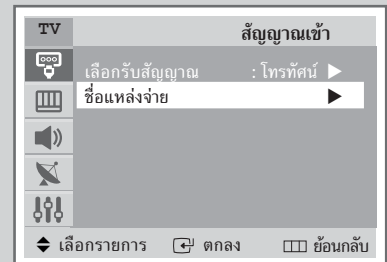 TV สัญญาณเข้า
เลือกรับสัญญาณ : โทรทัศน์ ▶
ชื่อแหล่งจ่าย ▶
เลือกรายการ ตกลง ย้อนกลับ